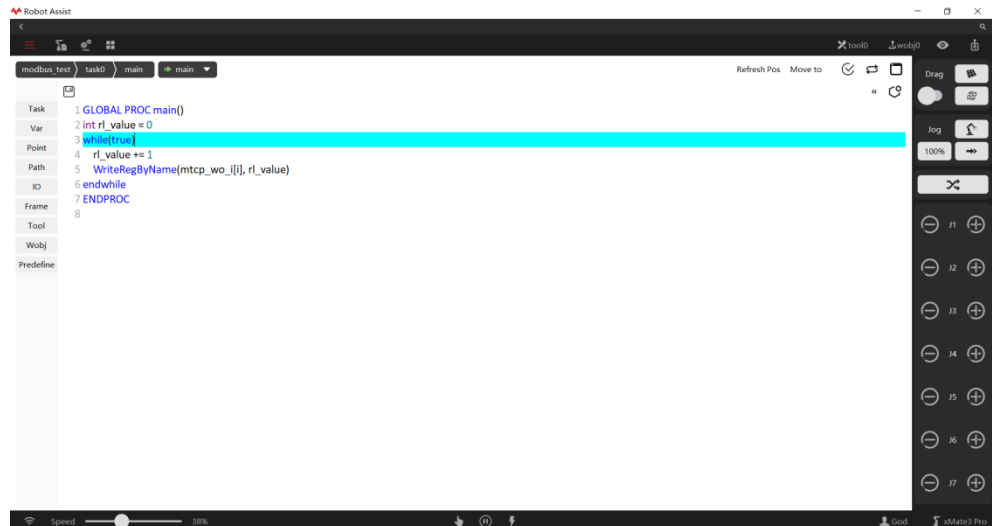 Robot Assist
tool0 wobj0
modbus_test task0 main main Refresh Pos Move to
Drag
Task
Var
Point
Path
IO
Frame
Tool
Wobj
Predefine
1 GLOBAL PROC main()
2 int rl_value = 0
3 while(true)
4 rl_value += 1
5 WriteRegByName(mtcp_wo_i[i], rl_value)
6 endwhile
7 ENDPROC
8
Jog
100%
J1
J2
J3
J4
J5
J6
J7
Speed 38% God xMate3 Pro